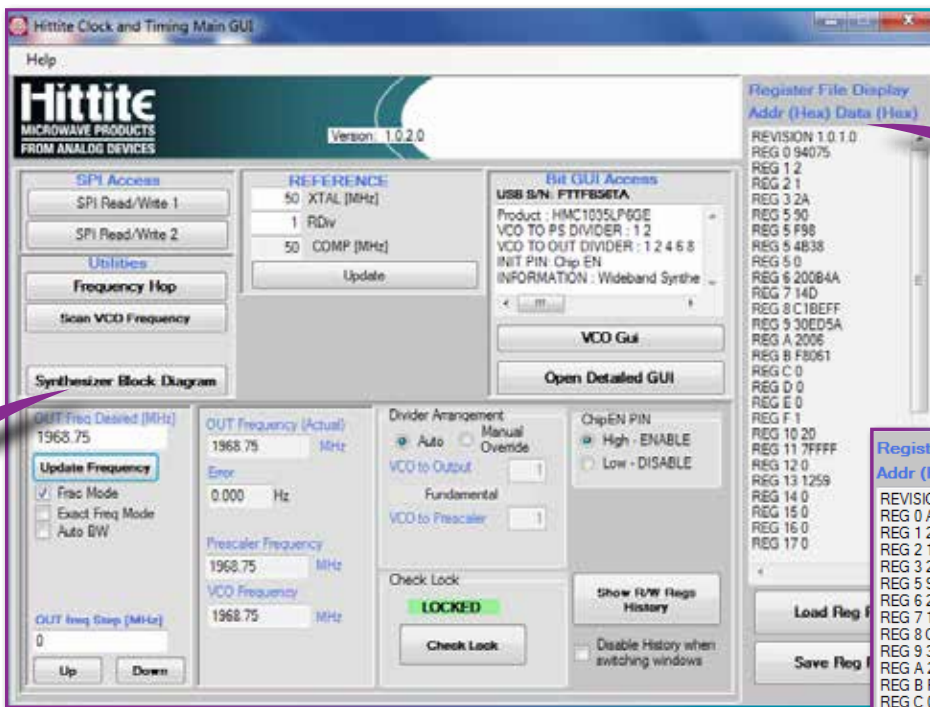 Hittite Clock and Timing Main GUI
Help
Hittite
MICROWAVE PRODUCTS
FROM ANALOG DEVICES
Version: 1.0.2.0
SPI Access
SPI Read/Write 1
SPI Read/Write 2
Utilities
Frequency Hop
Scan VCO Frequency
Synthesizer Block Diagram
REFERENCE
50 XTAL [MHz]
1 RDiv
50 COMP [MHz]
Update
Bit GUI Access
USB S/N:
Product : HMC1035LP6GE
VCO TO PS DIVIDER : 1 2
VCO TO OUT DIVIDER : 1 2 4 6 8
INIT PIN: Chip EN
INFORMATION : Wideband Synthe
VCO Gui
Open Detailed GUI
OUT Freq Desired [MHz]
1968.75
Update Frequency
Frac Mode
Exact Freq Mode
Auto BW
OUT freq Step [MHz]
0
Up Down
OUT Frequency (Actual)
1968.75 MHz
Error
0.000 Hz
Prescaler Frequency
1968.75 MHz
VCO Frequency
1968.75 MHz
Divider Arrangement
Auto Manual Override
VCO to Output 1
Fundamental
VCO to Prescaler 1
Check Lock
LOCKED
Check Lock
ChipEN PIN
High - ENABLE
Low - DISABLE
Show R/W Regs
History
Disable History when
switching windows
Register File Display
Addr (Hex) Data (Hex)
REVISION 1.0.1.0
REG 0 94075
REG 1 2
REG 2 1
REG 3 2A
REG 5 90
REG 5 F98
REG 5 4B38
REG 5 0
REG 6 200B4A
REG 7 14D
REG 8 C1BEFF
REG 9 30ED5A
REG A 2006
REG B F8061
REG C 0
REG D 0
REG E 0
REG F 1
REG 10 20
REG 11 7FFFF
REG 12 0
REG 13 1259
REG 14 0
REG 15 0
REG 16 0
REG 17 0
Load Reg
Save Reg
Regist
Addr (
REVISIO
REG 0 A
REG 1 2
REG 2 1
REG 3 2
REG 5 9
REG 6 2
REG 7 1
REG 8 C
REG 9 3
REG A 2
REG B F
REG C 0